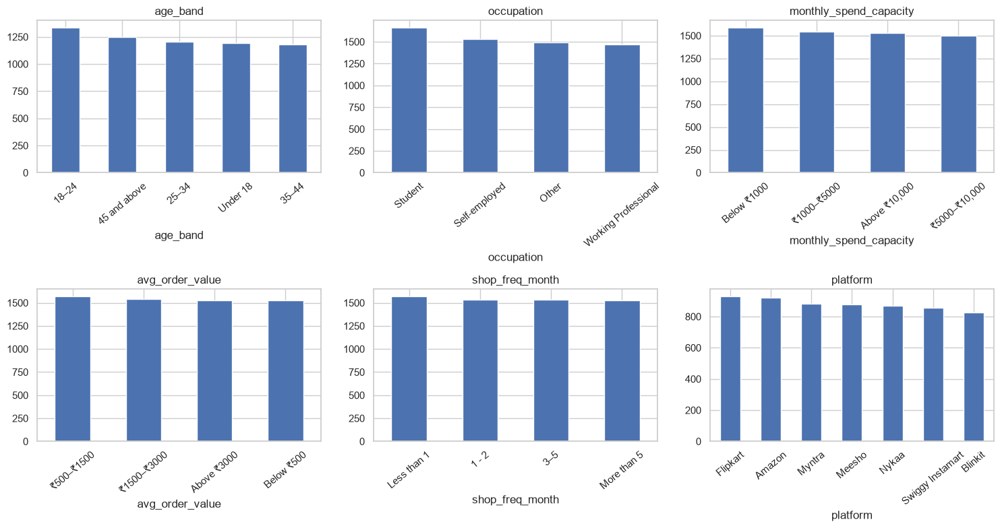 age_band
1250
1000
750
500
250
0
18–24
45 and above
25–34
Under 18
35–44
age_band
occupation
1500
1250
1000
750
500
250
0
Student
Self-employed
Other
Working Professional
occupation
monthly_spend_capacity
1500
1250
1000
750
500
250
0
Below ₹1000
₹1000–₹5000
Above ₹10,000
₹5000–₹10,000
monthly_spend_capacity
avg_order_value
1500
1250
1000
750
500
250
0
₹500–₹1500
₹1500–₹3000
Above ₹3000
Below ₹500
avg_order_value
shop_freq_month
1500
1250
1000
750
500
250
0
Less than 1
1 - 2
3–5
More than 5
shop_freq_month
platform
800
600
400
200
0
Flipkart
Amazon
Myntra
Meesho
Nykaa
Swiggy Instamart
Blinkit
platform